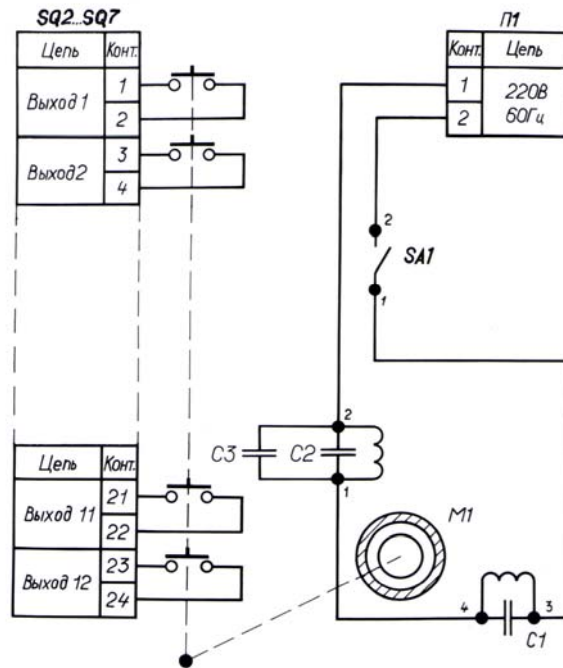 SQ2...SQ7
Цепь Конт.
Выход 1
1
2
Выход2
3
4
Цепь Конт.
Выход 11
21
22
Выход 12
23
24
П1
Конт. Цепь
1
2
220В
60Гц
2
SA1
1
C3
C2
2
1
M1
4
3
C1